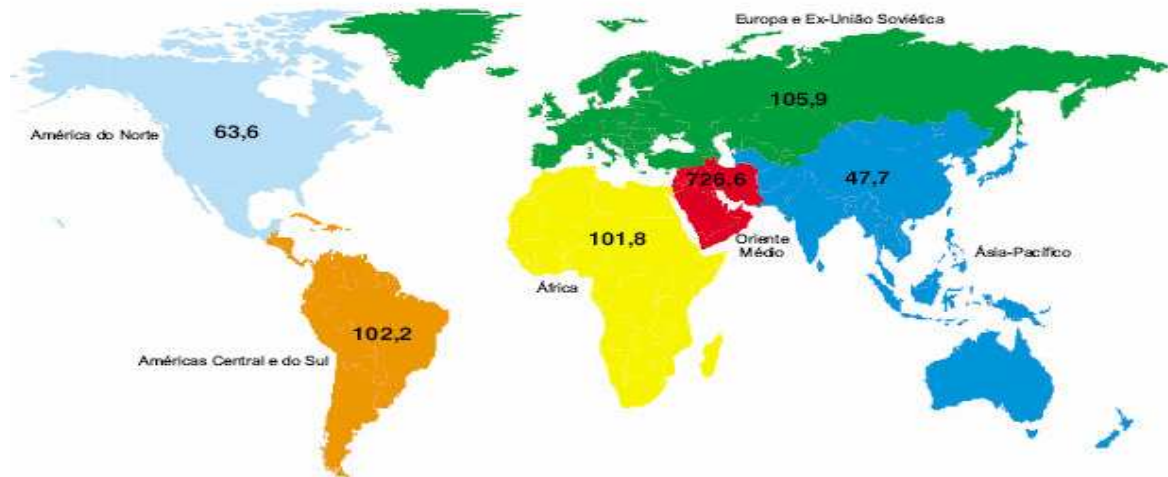 Europa e Ex-União Soviética
105,9
América do Norte
63,6
726,6
47,7
101,8
Oriente
Médio
Ásia-Pacífico
África
102,2
Américas Central e do Sul